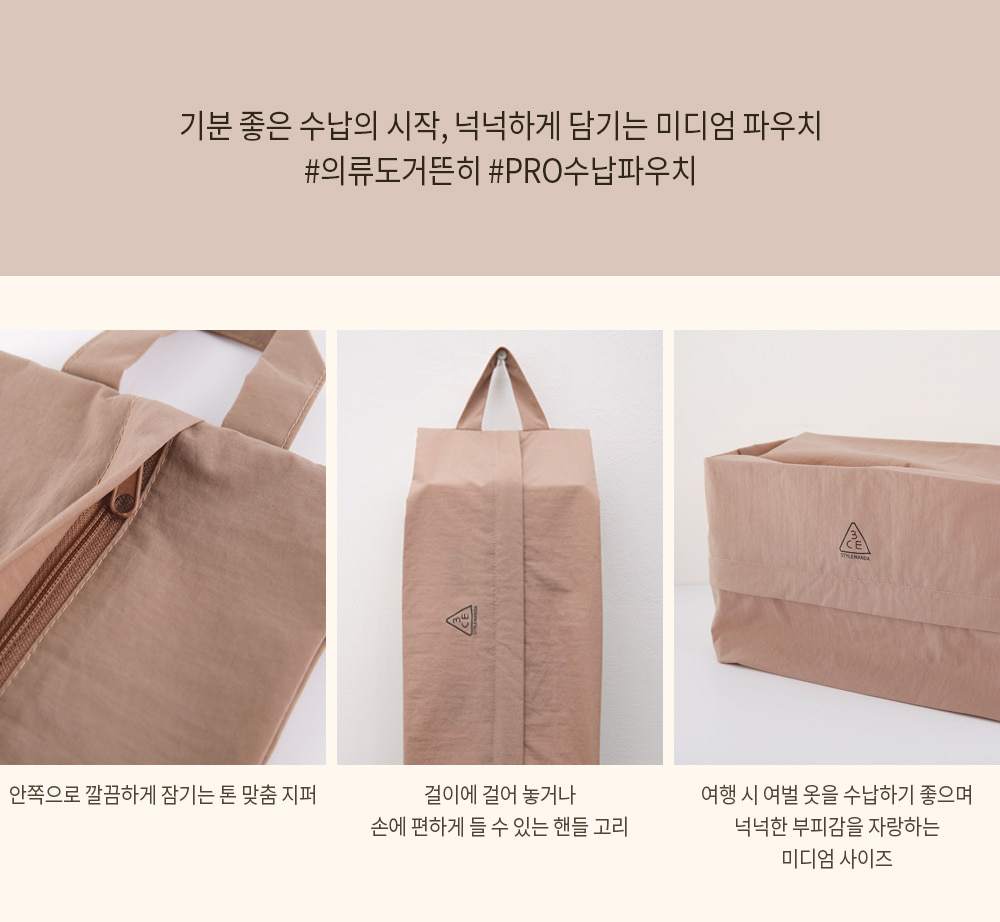 기분 좋은 수납의 시작, 넉넉하게 담기는 미디엄 파우치
#의류도거뜬히 #PRO수납파우치
3CE
STYLENANDA
3CE
STYLENANDA
안쪽으로 깔끔하게 잠기는 톤 맞춤 지퍼
걸이에 걸어 놓거나
손에 편하게 들 수 있는 핸들 고리
여행 시 여벌 옷을 수납하기 좋으며
넉넉한 부피감을 자랑하는
미디엄 사이즈